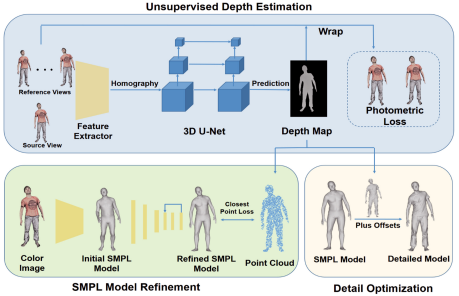 Unsupervised Depth Estimation
Wrap
Reference Views
Homography
Prediction
Source View
Feature
Extractor
3D U-Net
Depth Map
Photometric
Loss
Closest
Point Loss
Plus Offsets
Color
Image
Initial SMPL
Model
Refined SMPL
Model
Point Cloud
SMPL Model
Detailed Model
SMPL Model Refinement
Detail Optimization